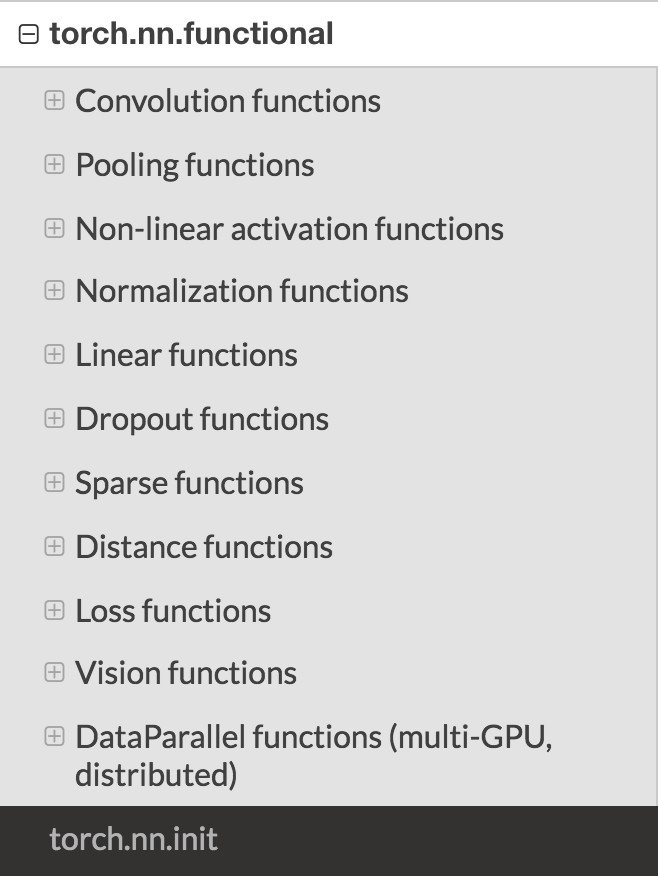 torch.nn.functional
Convolution functions
Pooling functions
Non-linear activation functions
Normalization functions
Linear functions
Dropout functions
Sparse functions
Distance functions
Loss functions
Vision functions
DataParallel functions (multi-GPU,
distributed)
torch.nn.init